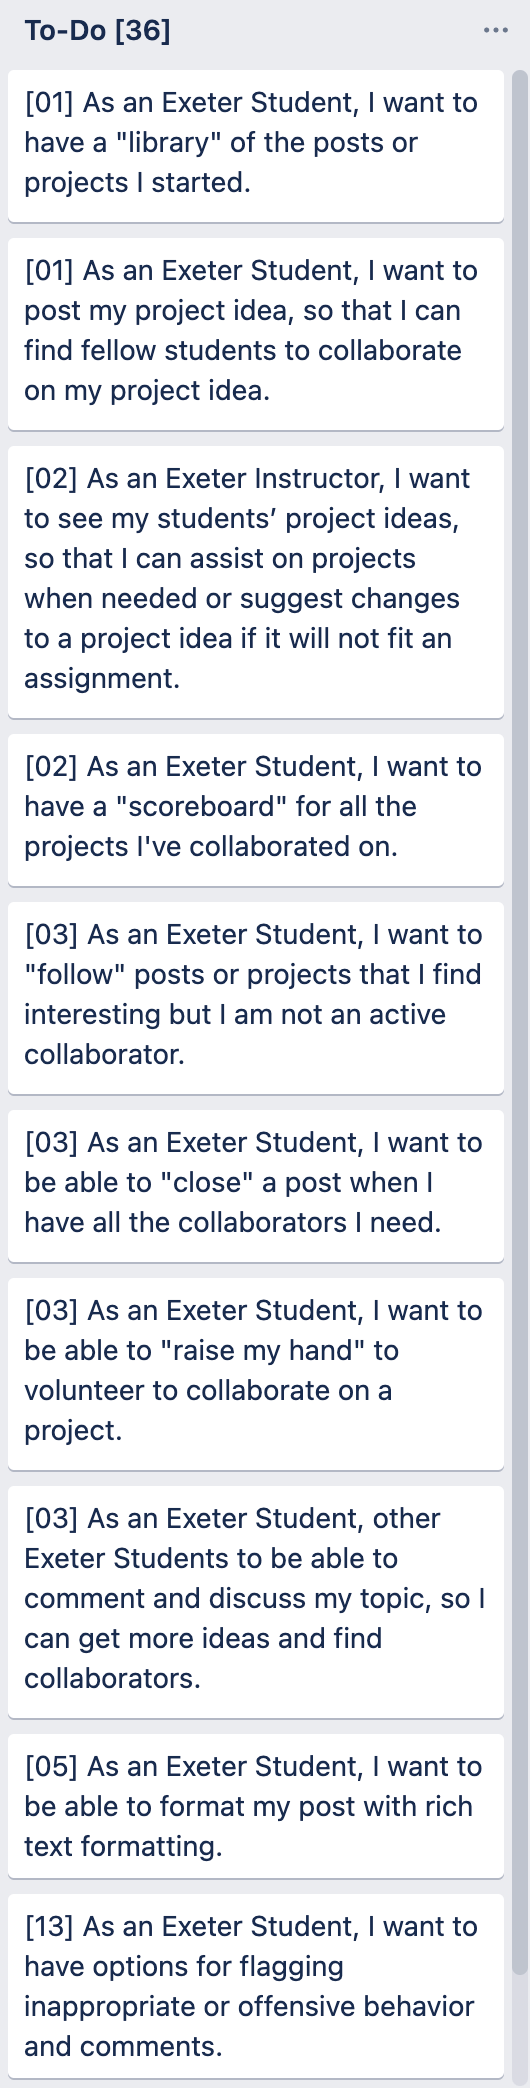 To-Do [36]
[01] As an Exeter Student, I want to
have a "library" of the posts or
projects I started.
[01] As an Exeter Student, I want to
post my project idea, so that I can
find fellow students to collaborate
on my project idea.
[02] As an Exeter Instructor, I want
to see my students’ project ideas,
so that I can assist on projects
when needed or suggest changes
to a project idea if it will not fit an
assignment.
[02] As an Exeter Student, I want to
have a "scoreboard" for all the
projects I've collaborated on.
[03] As an Exeter Student, I want to
"follow" posts or projects that I find
interesting but I am not an active
collaborator.
[03] As an Exeter Student, I want to
be able to "close" a post when I
have all the collaborators I need.
[03] As an Exeter Student, I want to
be able to "raise my hand" to
volunteer to collaborate on a
project.
[03] As an Exeter Student, other
Exeter Students to be able to
comment and discuss my topic, so I
can get more ideas and find
collaborators.
[05] As an Exeter Student, I want to
be able to format my post with rich
text formatting.
[13] As an Exeter Student, I want to
have options for flagging
inappropriate or offensive behavior
and comments.